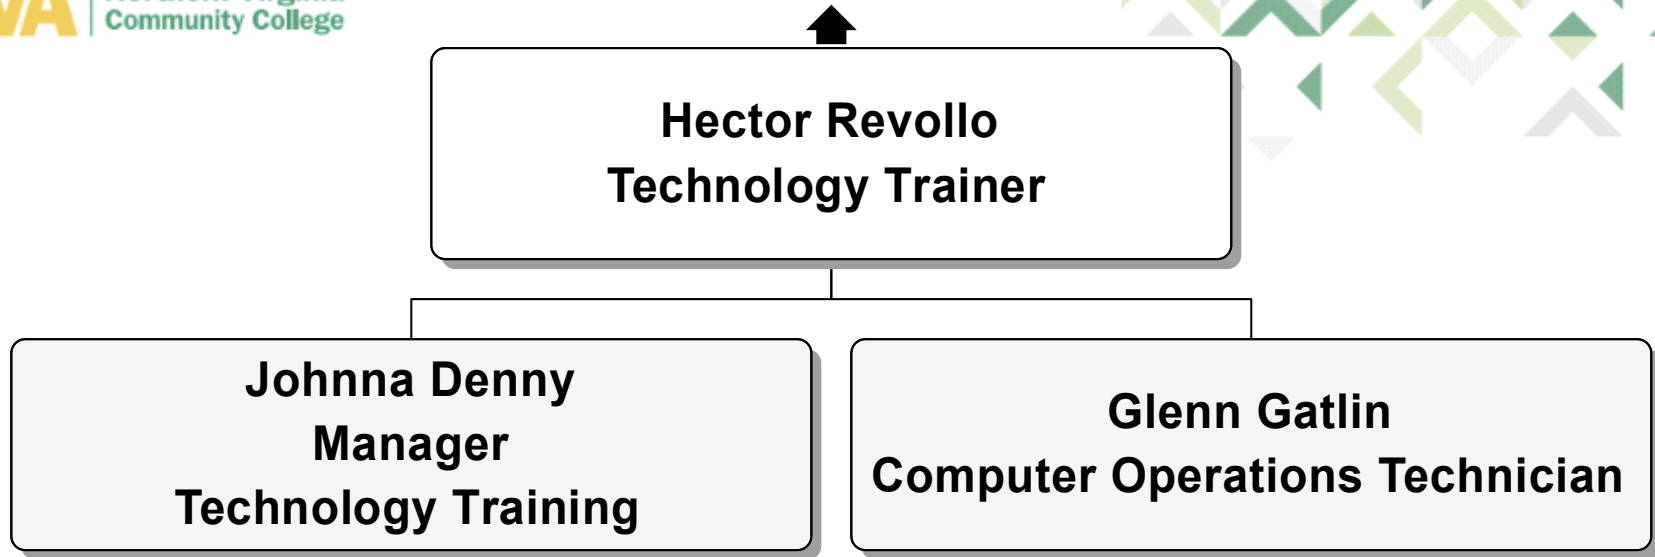 Community College
Hector Revollo
Technology Trainer
Johnna Denny
Manager
Technology Training
Glenn Gatlin
Computer Operations Technician